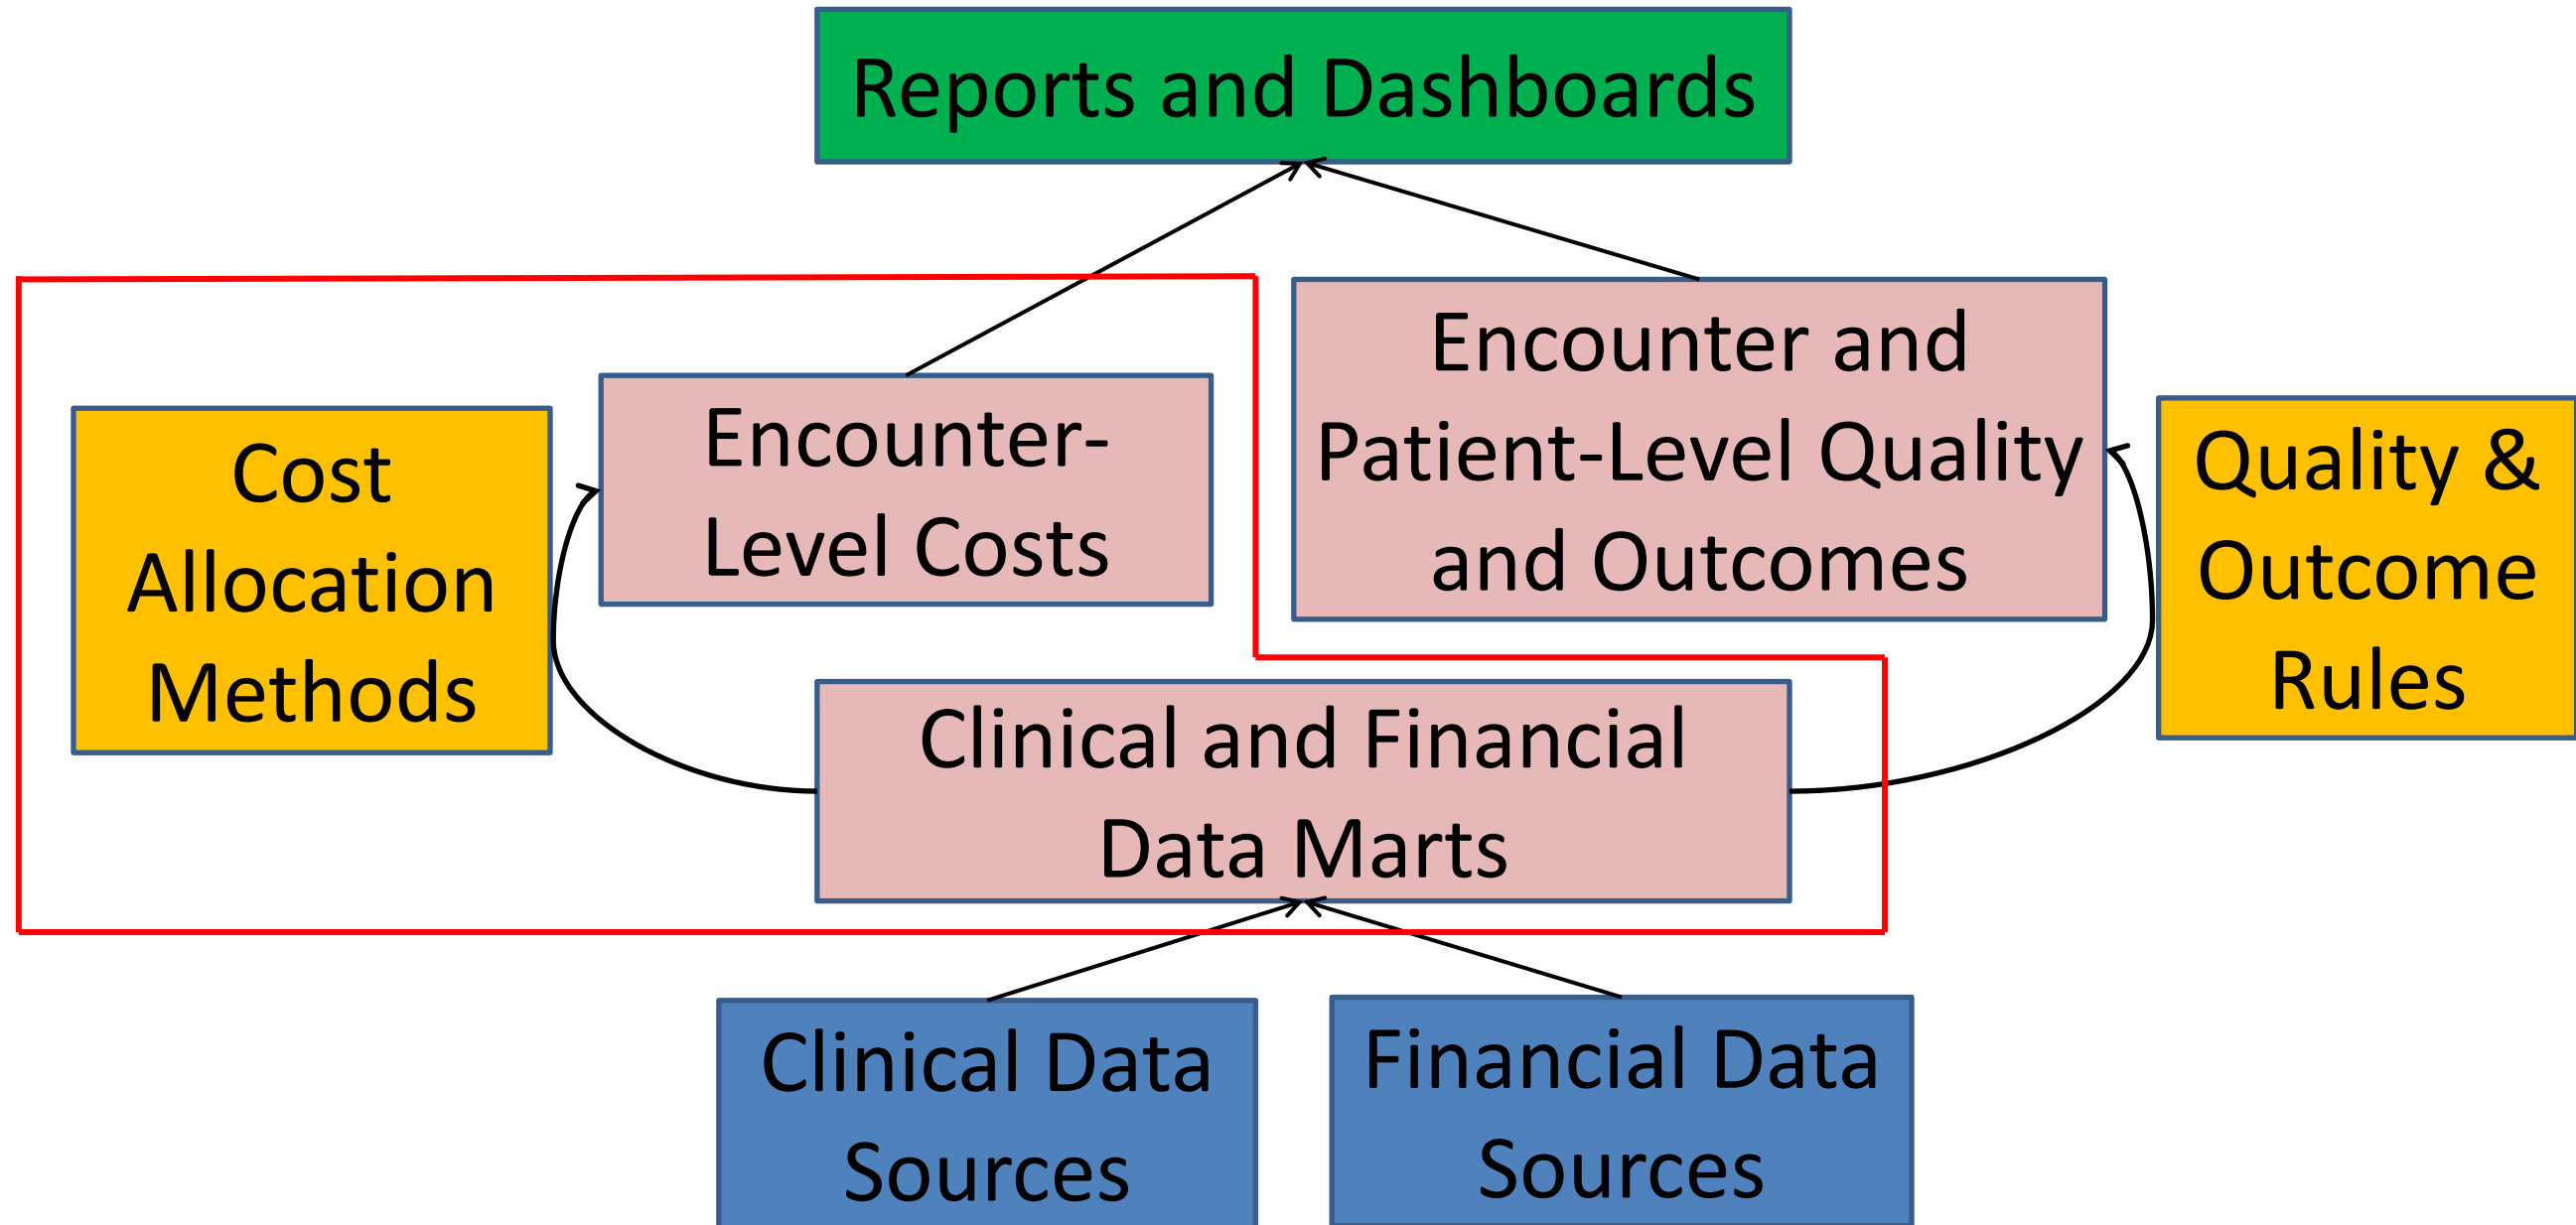 Reports and Dashboards
Cost
Allocation
Methods
Encounter-
Level Costs
Encounter and
Patient-Level Quality
and Outcomes
Quality &
Outcome
Rules
Clinical and Financial
Data Marts
Clinical Data
Sources
Financial Data
Sources